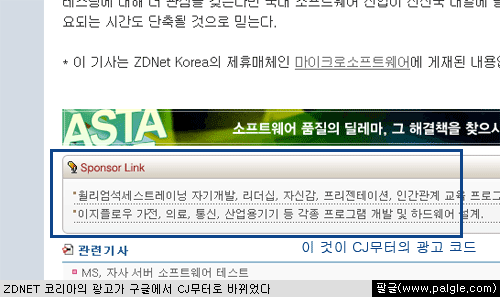 테스팅에 대해 더 관심을 갖는다면 국내 소프트웨어 산업이 선진국 대열에
요되는 시간도 단축될 것으로 믿는다.
* 이 기사는 ZDNet Korea의 제휴매체인 마이크로소프트웨어에 게재된 내용입
ASTA
소프트웨어 품질의 딜레마, 그 해결책을 찾으시
Sponsor Link
"윌리엄석세스트레이닝 자기개발, 리더십, 자신감, 프리젠테이션, 인간관계 교육 프로그
"이지플로우 가전, 의료, 통신, 산업용기기 등 각종 프로그램 개발 및 하드웨어 설계.
관련기사
이 것이 CJ무터의 광고 코드
MS, 자사 서버 소프트웨어 테스트
ZDNET 코리아의 광고가 구글에서 CJ무터로 바뀌었다
팔글(www.palgle.com)